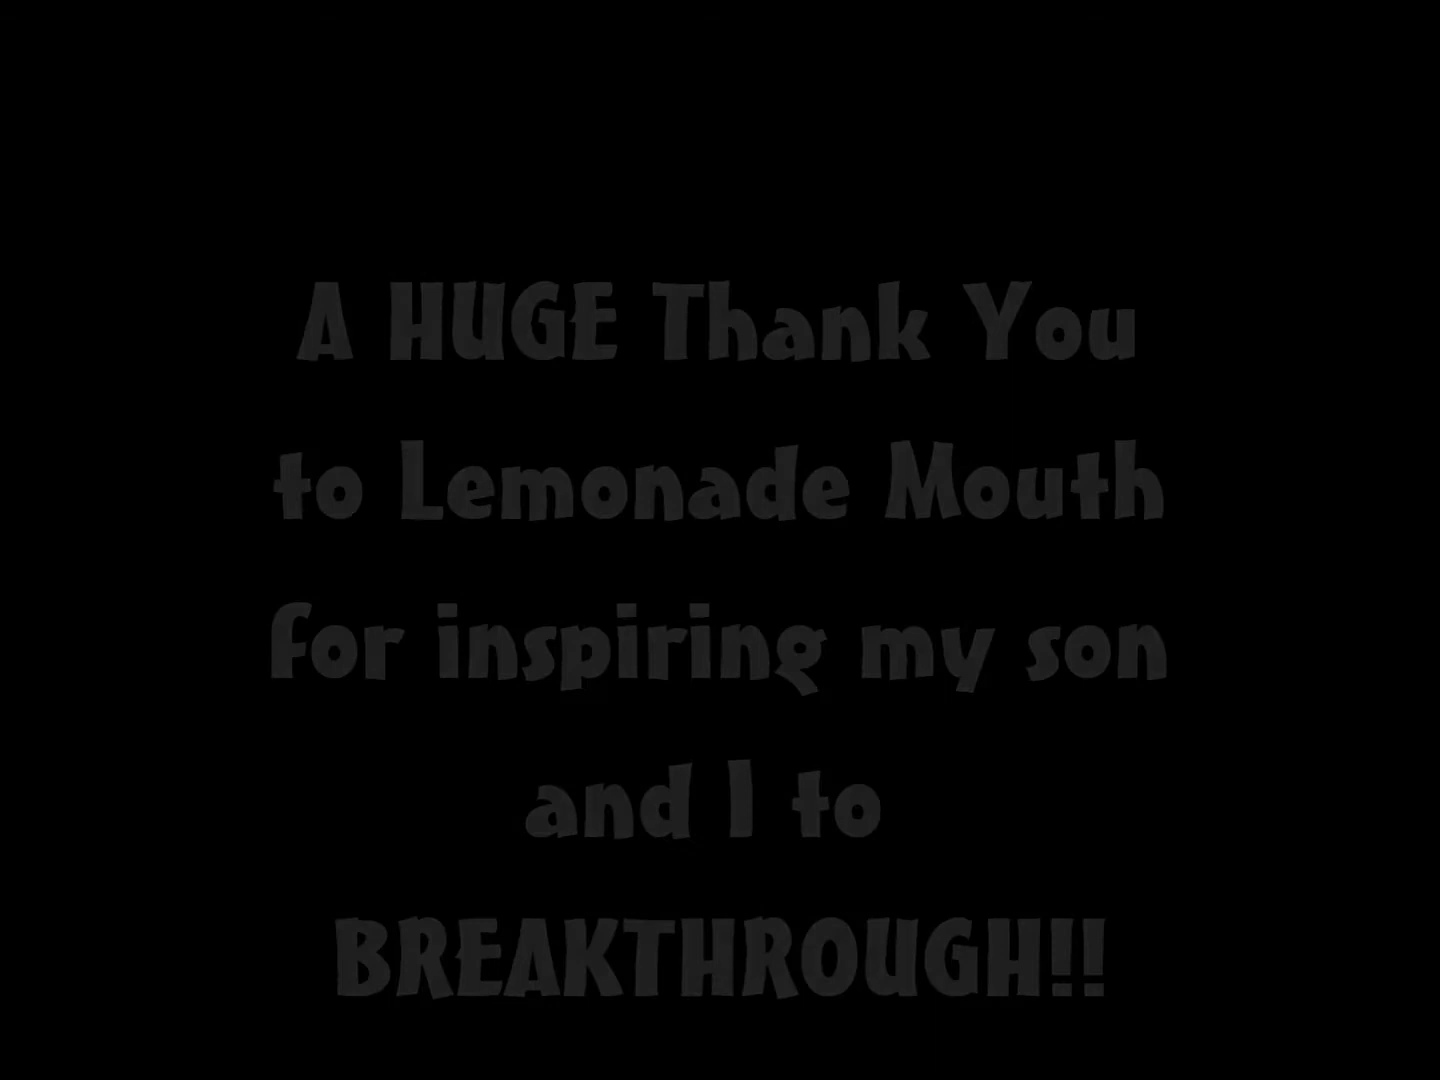 A HUGE Thank You
to Lemonade Mouth
for inspiring my son
and I to
BREAKTHROUGH!!